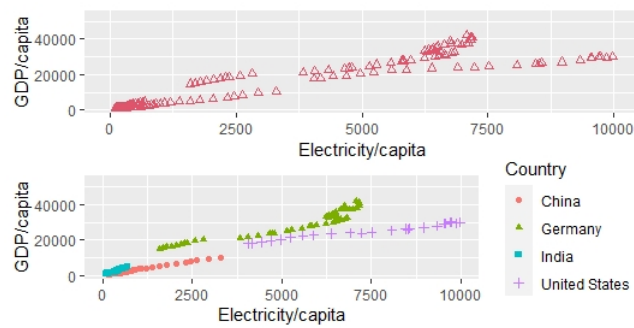 GDP/capita
40000
20000
0
0
2500
5000
7500
10000
Electricity/capita
GDP/capita
40000
20000
0
0
2500
5000
7500
10000
Electricity/capita
Country
China
Germany
India
United States